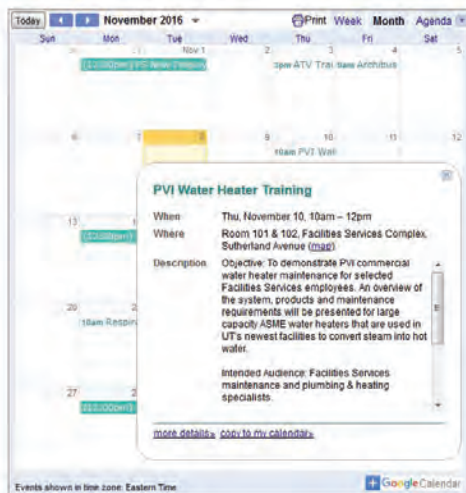 Today November 2016 Print Week Month Agenda
Sun Mon Tue Wed Thu Fri Sat
Nov 1 2 3 4 5
3pm ATV Trai 8am Archibus
6 7 8 9 10 11 12
10am PVI Wat
PVI Water Heater Training
When Thu, November 10, 10am – 12pm
Where Room 101 & 102, Facilities Services Complex,
Sutherland Avenue (map)
Description Objective: To demonstrate PVI commercial
water heater maintenance for selected
Facilities Services employees. An overview of
the system, products and maintenance
requirements will be presented for large
capacity ASME water heaters that are used in
UT's newest facilities to convert steam into hot
water.
Intended Audience: Facilities Services
maintenance and plumbing & heating
specialists.
more details» copy to my calendar»
13
[12:00pm]
20
10am Respir
27
[12:00pm]
Events shown in time zone: Eastern Time
Google Calendar